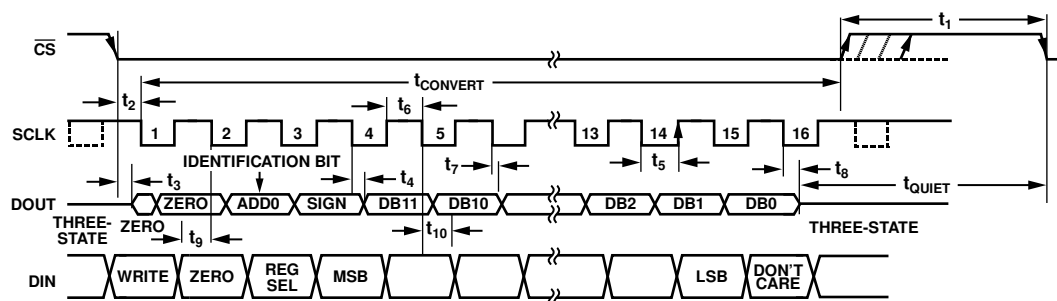 t1
CS
tCONVERT
t2
t6
SCLK
1 2 3 4 5 13 14 15 16
IDENTIFICATION BIT
t3 t4 t7 t5 t8
tQUIET
DOUT
ZERO ADD0 SIGN DB11 DB10 DB2 DB1 DB0
THREE-
STATE
ZERO
THREE-STATE
t9
t10
DIN
WRITE ZERO REG
SEL MSB LSB DON'T
CARE